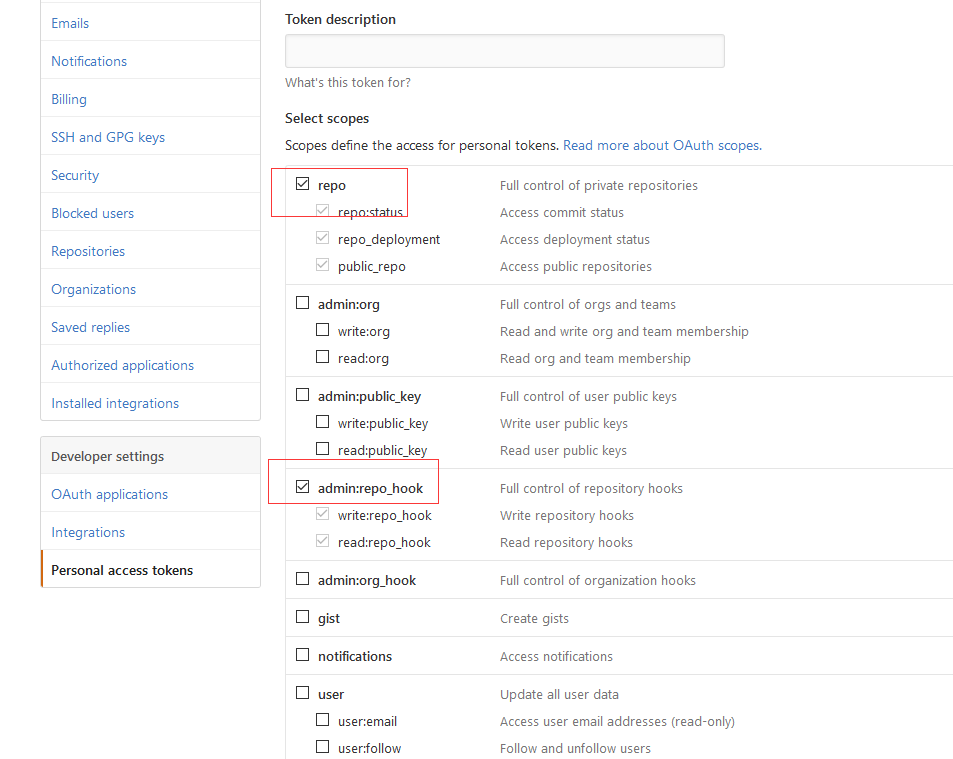 Emails
Notifications
Billing
SSH and GPG keys
Security
Blocked users
Repositories
Organizations
Saved replies
Authorized applications
Installed integrations
Developer settings
OAuth applications
Integrations
Personal access tokens
Token description
What's this token for?
Select scopes
Scopes define the access for personal tokens. Read more about OAuth scopes.
repo Full control of private repositories
repo:status Access commit status
repo_deployment Access deployment status
public_repo Access public repositories
admin:org Full control of orgs and teams
write:org Read and write org and team membership
read:org Read org and team membership
admin:public_key Full control of user public keys
write:public_key Write user public keys
read:public_key Read user public keys
admin:repo_hook Full control of repository hooks
write:repo_hook Write repository hooks
read:repo_hook Read repository hooks
admin:org_hook Full control of organization hooks
gist Create gists
notifications Access notifications
user Update all user data
user:email Access user email addresses (read-only)
user:follow Follow and unfollow users